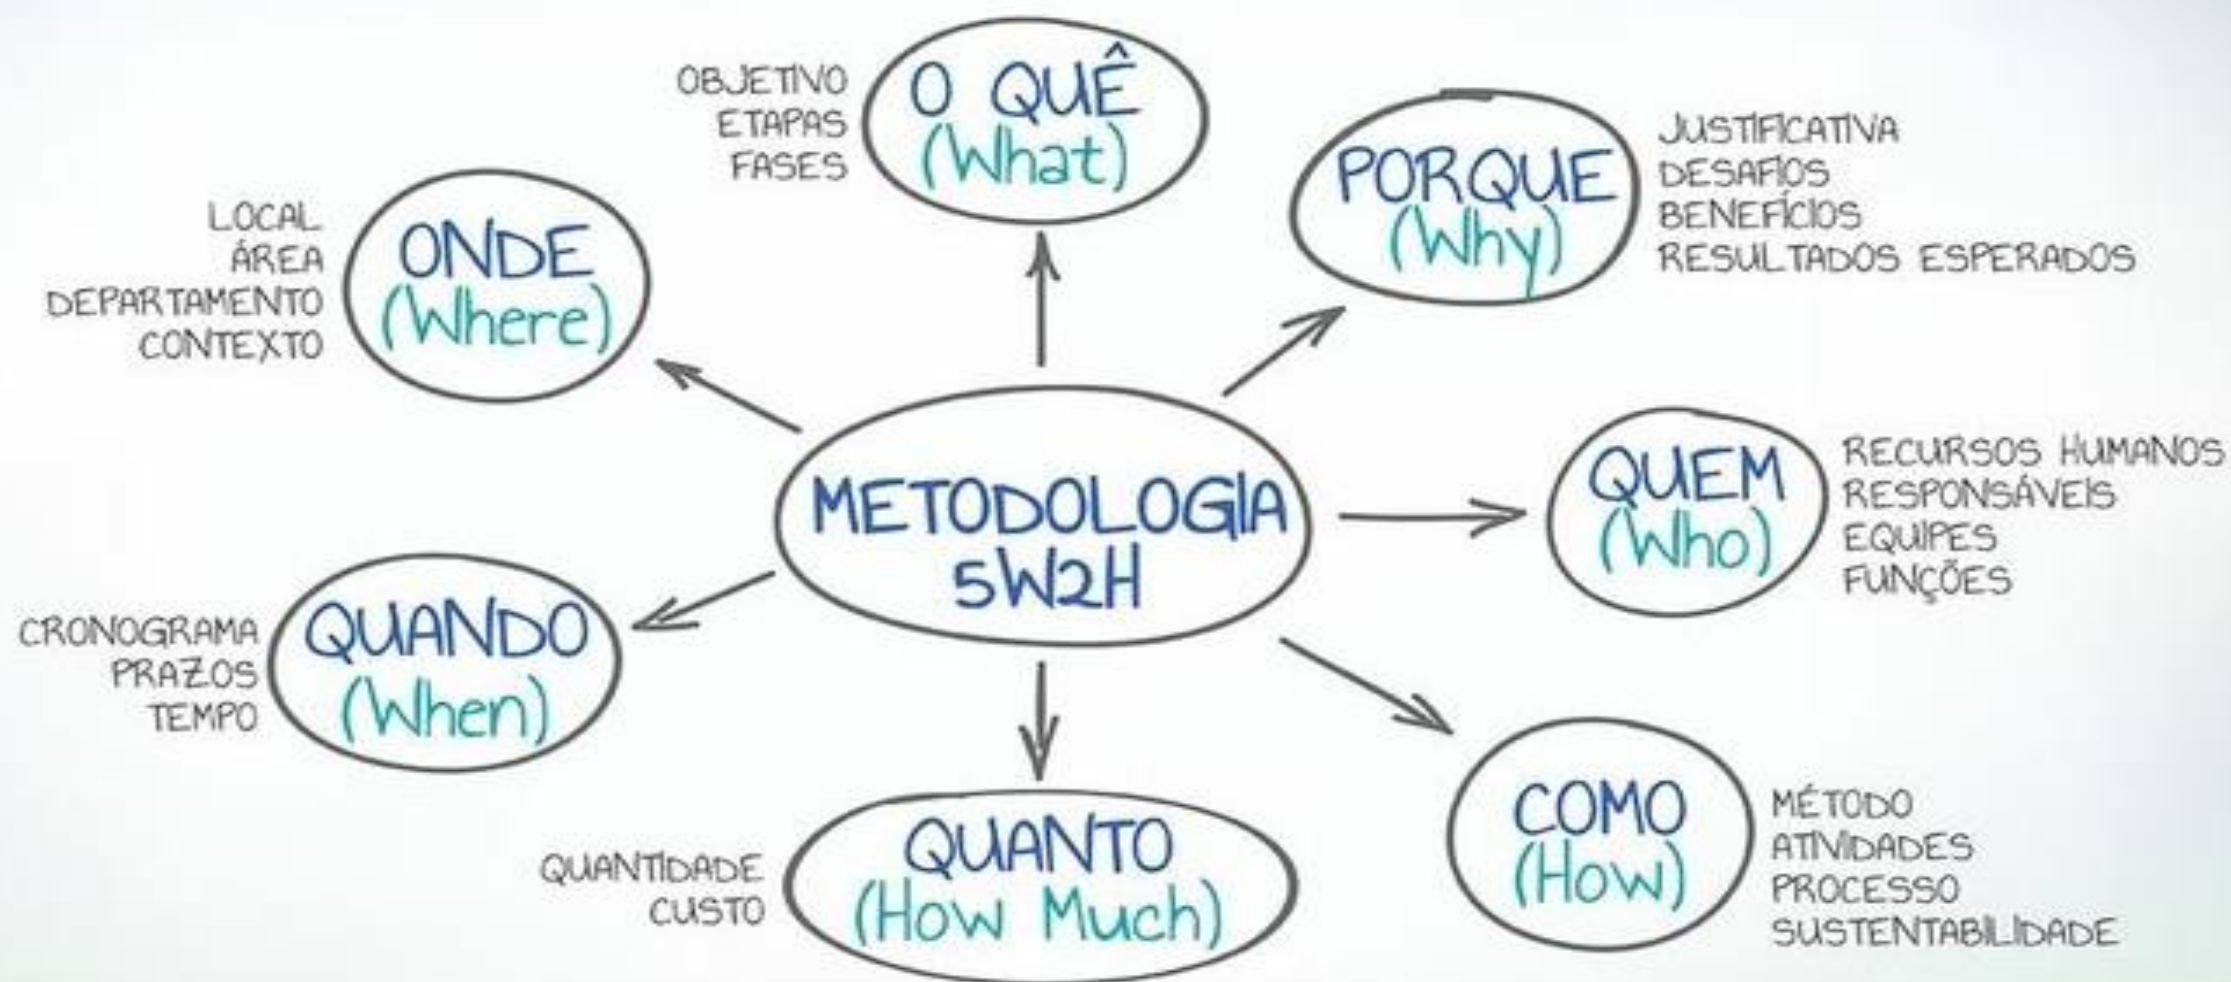 OBJETIVO
ETAPAS
FASES
O QUÊ
(What)
PORQUE
(Why)
JUSTIFICATIVA
DESAFIOS
BENEFÍCIOS
RESULTADOS ESPERADOS
LOCAL
ÁREA
DEPARTAMENTO
CONTEXTO
ONDE
(Where)
METODOLOGIA
5W2H
QUEM
(Who)
RECURSOS HUMANOS
RESPONSÁVEIS
EQUIPES
FUNÇÕES
CRONOGRAMA
PRAZOS
TEMPO
QUANDO
(When)
QUANTIDADE
CUSTO
QUANTO
(How Much)
COMO
(How)
MÉTODO
ATIVIDADES
PROCESSO
SUSTENTABILIDADE